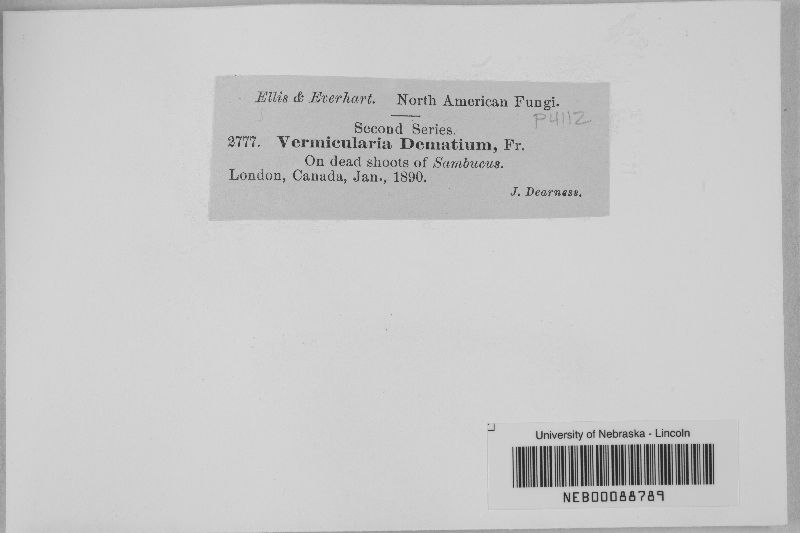 Ellis & Everhart. North American Fungi.
P4112
Second Series.
2777. Vermicularia Dematium, Fr.
On dead shoots of Sambucus.
London, Canada, Jan., 1890.
J. Dearness.
University of Nebraska - Lincoln
NEB00088789